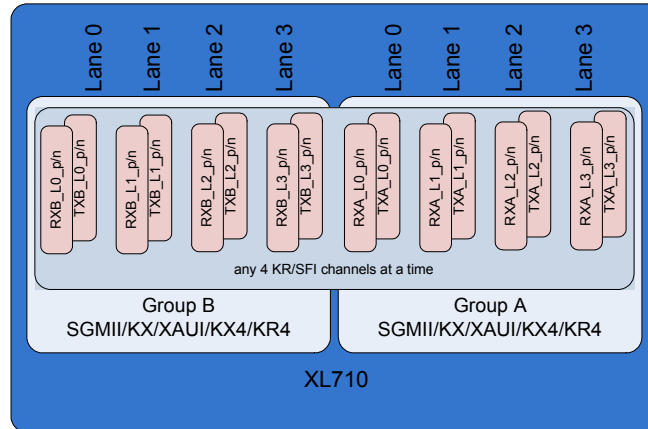 Lane 0
Lane 1
Lane 2
Lane 3
Lane 0
Lane 1
Lane 2
Lane 3
RXB_L0_p/n
TXB_L0_p/n
RXB_L1_p/n
TXB_L1_p/n
RXB_L2_p/n
TXB_L2_p/n
RXB_L3_p/n
TXB_L3_p/n
RXA_L0_p/n
TXA_L0_p/n
RXA_L1_p/n
TXA_L1_p/n
RXA_L2_p/n
TXA_L2_p/n
RXA_L3_p/n
TXA_L3_p/n
any 4 KR/SFI channels at a time
Group B
SGMII/KX/XAUI/KX4/KR4
Group A
SGMII/KX/XAUI/KX4/KR4
XL710